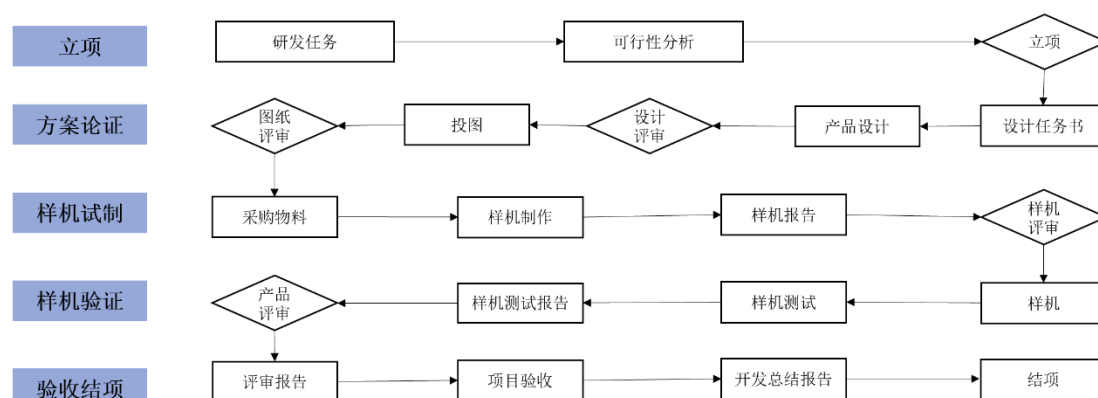 立项
研发任务
可行性分析
立项
方案论证
图纸
评审
投图
设计
评审
产品设计
设计任务书
样机试制
采购物料
样机制作
样机报告
样机
评审
样机验证
产品
评审
样机测试报告
样机测试
样机
验收结项
评审报告
项目验收
开发总结报告
结项